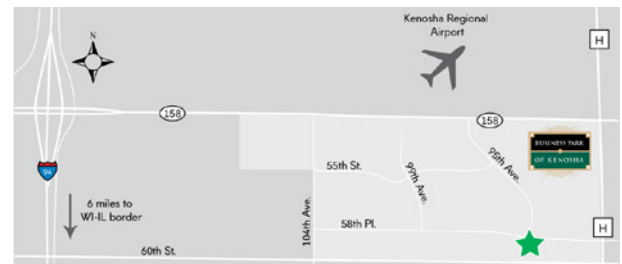 Kenosha Regional
Airport
N
H
158
158
BUSINESS PARK
OF KENOSHA
55th St.
99th Ave.
95th Ave.
94
6 miles to
WI-IL border
104th Ave.
58th Pl.
H
60th St.